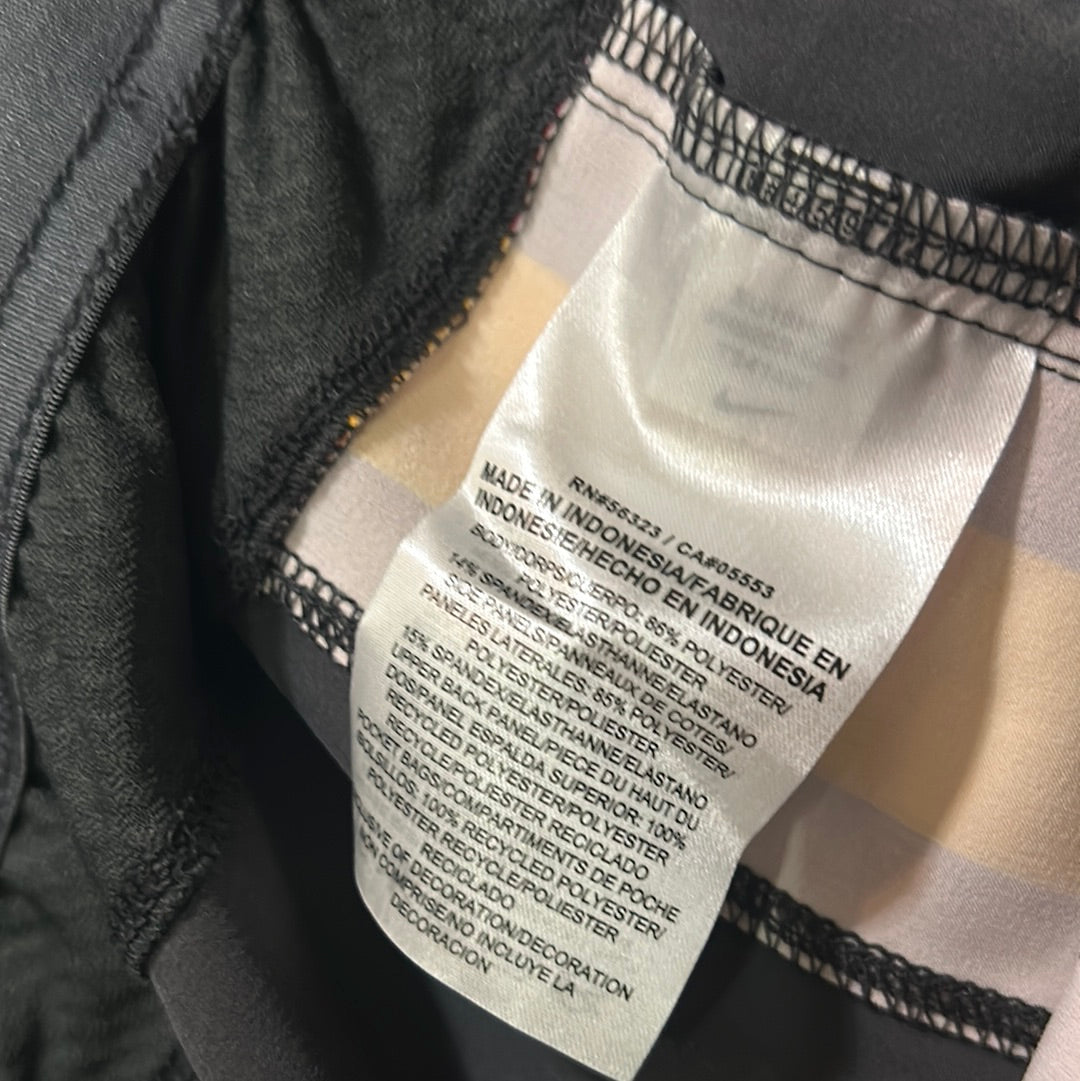 RN#56323 / CA#05553
MADE IN INDONESIA/FABRIQUE EN
INDONESIE/HECHO EN INDONESIA
BODY/CORPS/CUERPO: 86% POLYESTER/
POLYESTER/POLIESTER
14% SPANDEX/ELASTHANNE/ELASTANO
SIDE PANELS/PANNEAUX DE COTES/
PANELES LATERALES: 85% POLYESTER/
POLYESTER/POLIESTER
15% SPANDEX/ELASTHANNE/ELASTANO
UPPER BACK PANEL/PIECE DU HAUT DU
DOS/PANEL ESPALDA SUPERIOR: 100%
RECYCLED POLYESTER/POLYESTER
RECYCLE/POLIESTER RECICLADO
POCKET BAGS/COMPARTIMENTS DE POCHE
/BOLSILLOS: 100% RECYCLED POLYESTER/
POLYESTER RECYCLE/POLIESTER
RECICLADO
OF DECORATION/DECORATION
NON COMPRISE/NO INCLUYE LA
DECORACION